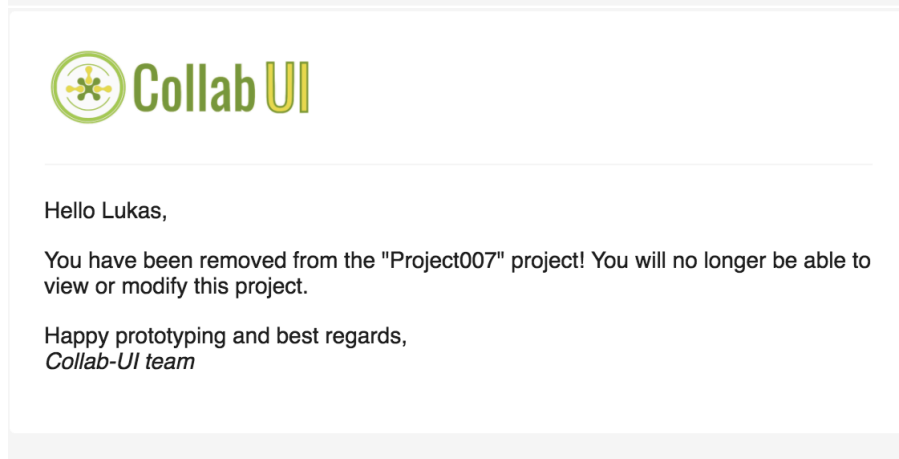 Collab UI
Hello Lukas,
You have been removed from the "Project007" project! You will no longer be able to
view or modify this project.
Happy prototyping and best regards,
Collab-UI team